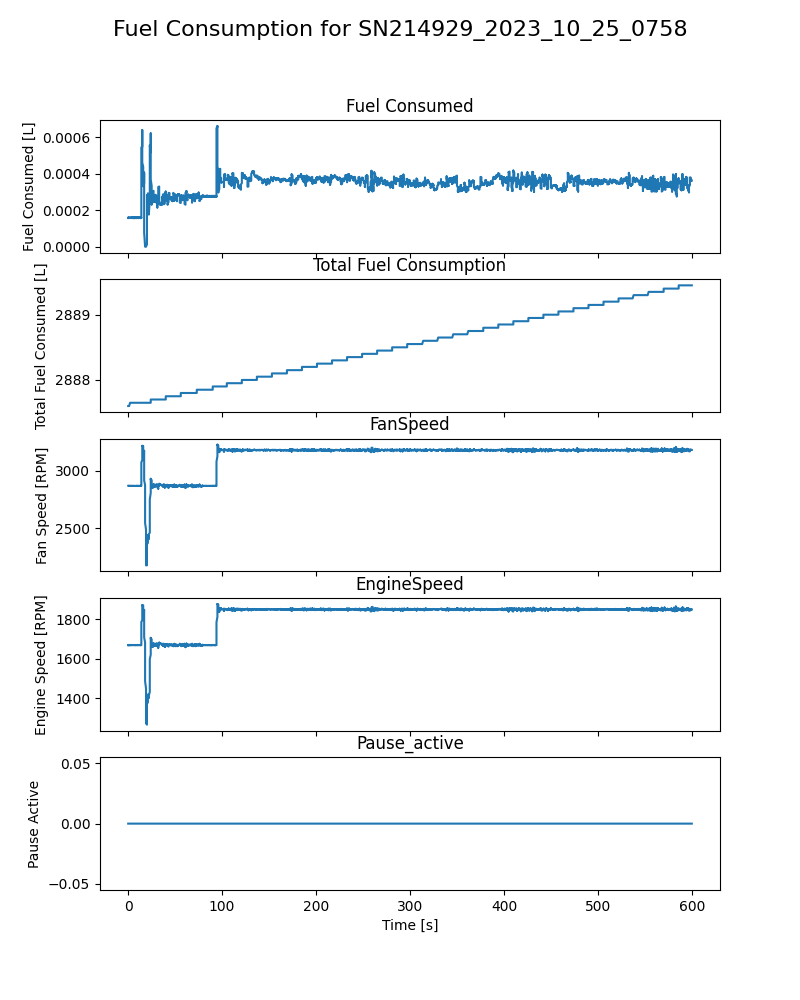 Fuel Consumption for SN214929_2023_10_25_0758
Fuel Consumed
Fuel Consumed [L]
0.0006
0.0004
0.0002
0.0000
Total Fuel Consumption
Total Fuel Consumed [L]
2889
2888
FanSpeed
Fan Speed [RPM]
3000
2500
EngineSpeed
Engine Speed [RPM]
1800
1600
1400
Pause_active
Pause Active
0.05
0.00
−0.05
0 100 200 300 400 500 600
Time [s]